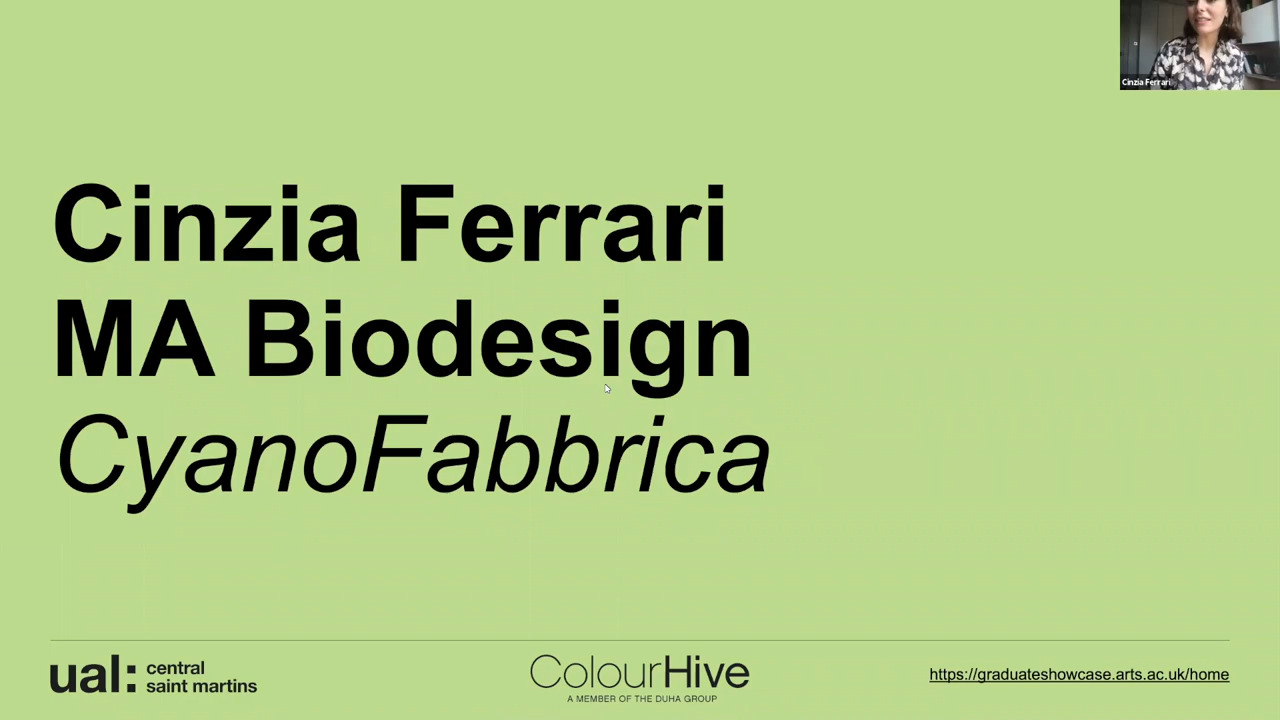 Cinzia Ferrari
Cinzia Ferrari
MA Biodesign
CyanoFabbrica
ual: central saint martins
ColourHive
A MEMBER OF THE DUHA GROUP
https://graduateshowcase.arts.ac.uk/home